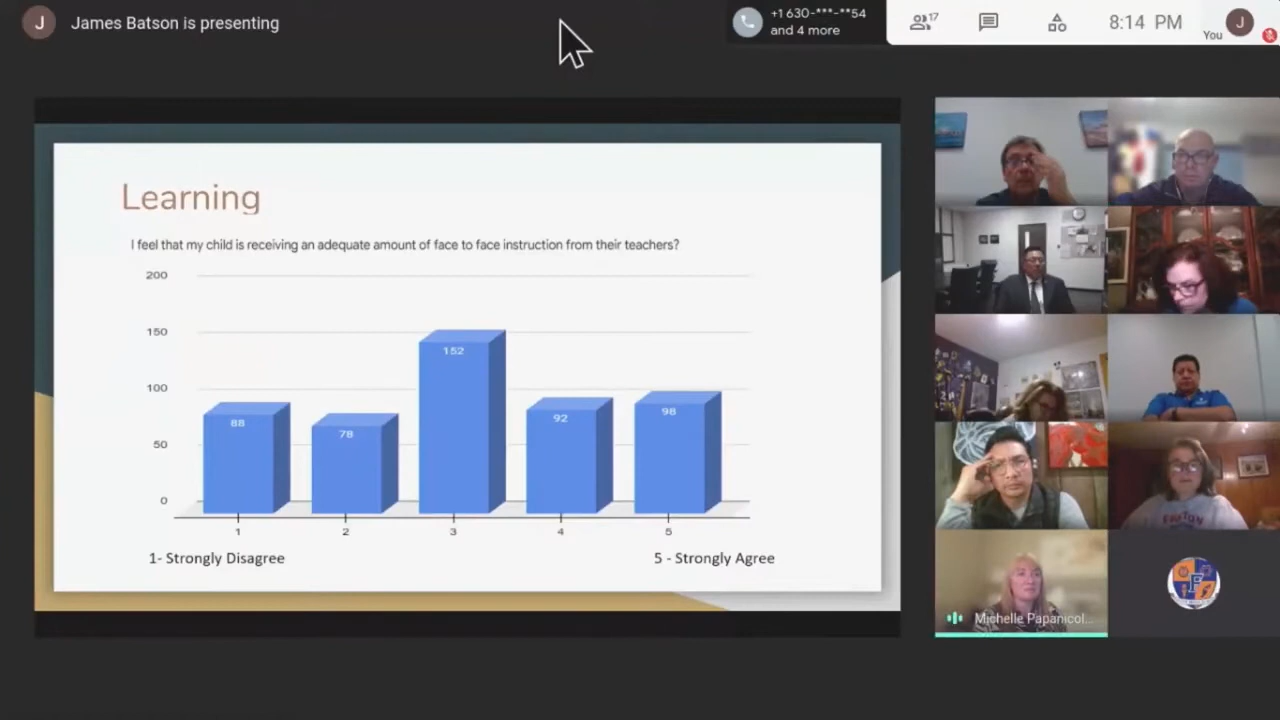 J James Batson is presenting
+1 630-***-**54
and 4 more
17
8:14 PM
You
J
Learning
I feel that my child is receiving an adequate amount of face to face instruction from their teachers?
200
150
100
50
0
88
78
152
92
98
1 2 3 4 5
1- Strongly Disagree
5 - Strongly Agree
Michelle Papanicol...